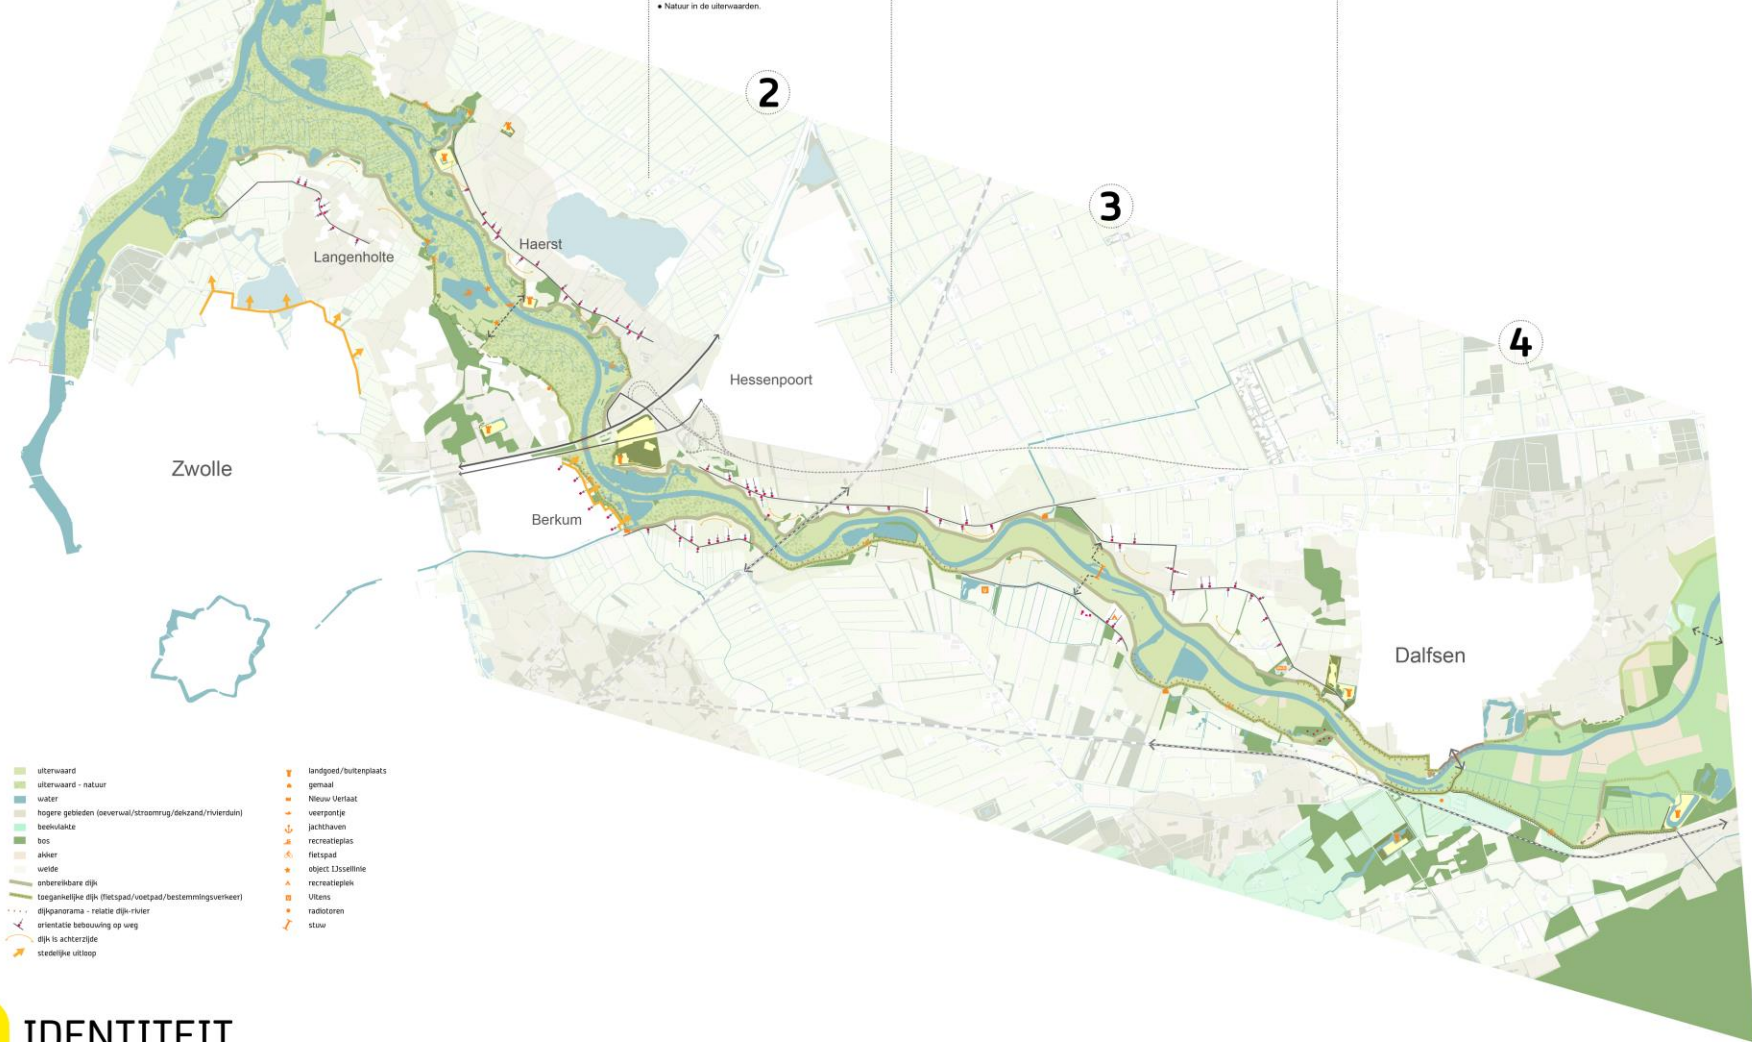 • Natuur in de uiterwaarden.
2
3
4
Haerst
Langenholte
Hessenpoort
Zwolle
Berkum
Dalfsen
uiterwaard
uiterwaard - natuur
water
hogere gebieden (oeverwal/stroomrug/dekzand/rivierduin)
beekvlakte
bos
akker
weide
onbereikbare dijk
toegankelijke dijk (fietspad/voetpad/bestemmingsverkeer)
dijkpanorama - relatie dijk-rivier
orientatie bebouwing op weg
dijk is achterzijde
stedelijke uitloop
landgoed/buitenplaats
gemaal
Nieuw Verlaat
veerpontje
jachthaven
recreatieplas
fietspad
object IJssellinie
recreatieplek
Vitens
radiotoren
stuw
IDENTITEIT